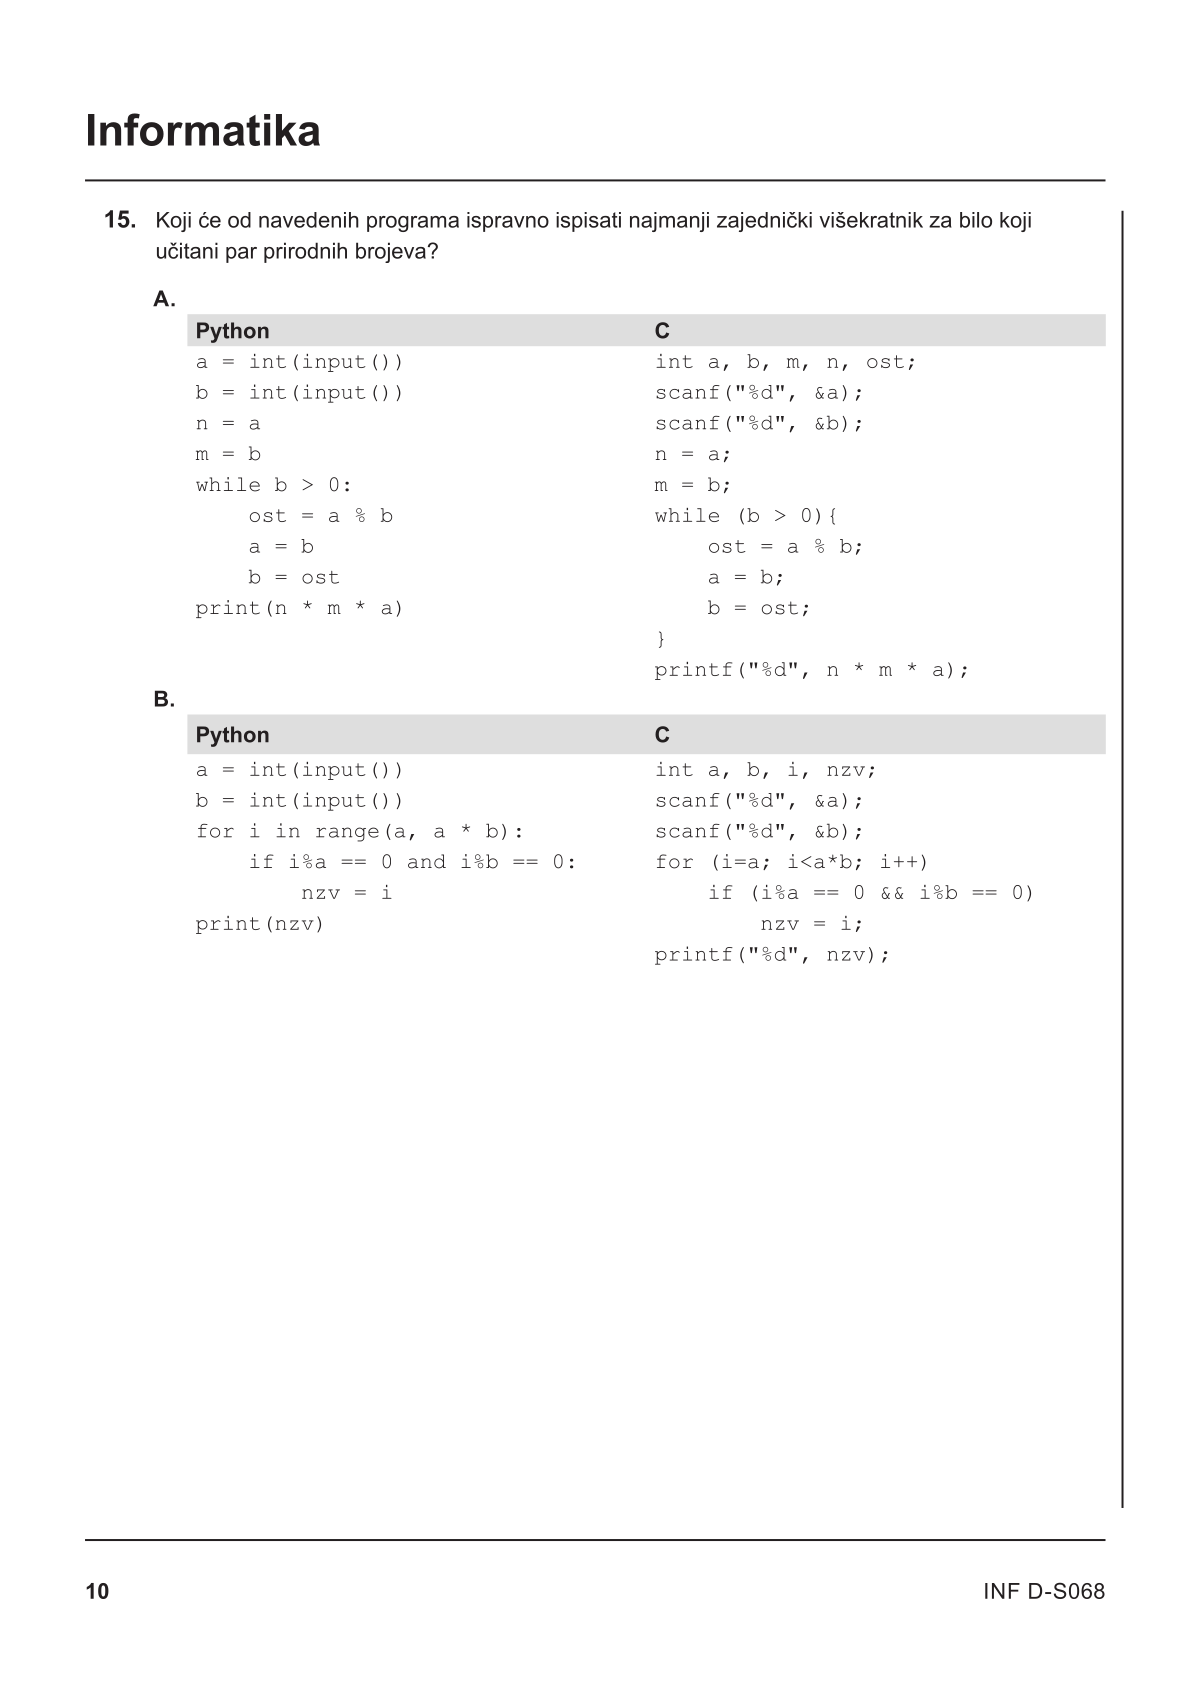 Informatika
15. Koji će od navedenih programa ispravno ispisati najmanji zajednički višekratnik za bilo koji
učitani par prirodnih brojeva?
A.
Python C
a = int(input()) int a, b, m, n, ost;
b = int(input()) scanf("%d", &a);
n = a scanf("%d", &b);
m = b n = a;
while b > 0: m = b;
    ost = a % b while (b > 0){
    a = b     ost = a % b;
    b = ost     a = b;
print(n * m * a)     b = ost;
}
printf("%d", n * m * a);
B.
Python C
a = int(input()) int a, b, i, nzv;
b = int(input()) scanf("%d", &a);
for i in range(a, a * b): scanf("%d", &b);
    if i%a == 0 and i%b == 0: for (i=a; i<a*b; i++)
        nzv = i     if (i%a == 0 && i%b == 0)
print(nzv)         nzv = i;
printf("%d", nzv);
10 INF D-S068